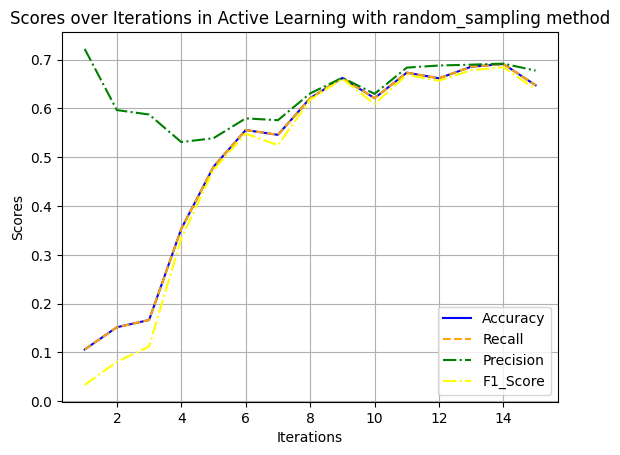 Scores over Iterations in Active Learning with random_sampling method
Scores
0.7
0.6
0.5
0.4
0.3
0.2
0.1
0.0
2 4 6 8 10 12 14
Iterations
Accuracy
Recall
Precision
F1_Score